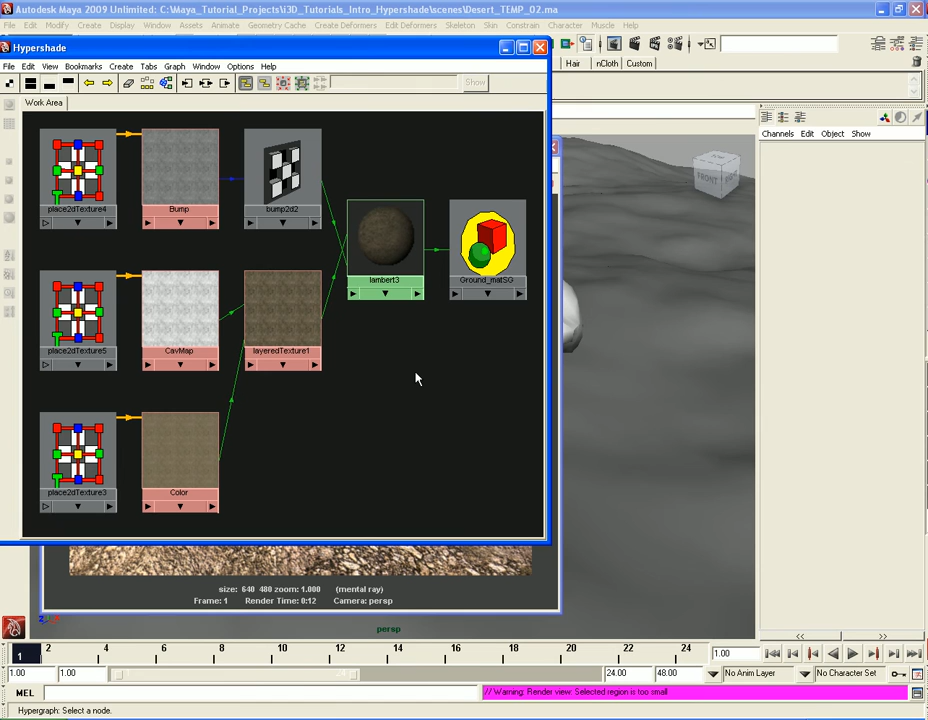 Autodesk Maya 2009 Unlimited: C:\Maya_Tutorial_Projects\i3D_Tutorials_Intro_Hypershade\scenes\Desert_TEMP_02.ma
File Edit Modify Create Display Window Assets Animate Geometry Cache Create Deformers Edit Deformers Skeleton Skin Constrain Character Muscle Help
Hypershade
File Edit View Bookmarks Create Tabs Graph Window Options Help
Hair nCloth Custom
Show
Work Area
Channels Edit Object Show
TOP
FRONT
place2dTexture4
Bump
bump2d2
lambert3
Ground_matSG
place2dTexture5
CavMap
layeredTexture1
place2dTexture3
Color
size: 640 480 zoom: 1.000 (mental ray)
Frame: 1 Render Time: 0:12 Camera: persp
persp
<< >>
1 2 4 6 8 10 12 14 16 18 20 22 24 1.00
1.00 1.00 1 24 24.00 48.00 No Anim Layer No Character Set
MEL // Warning: Render view: Selected region is too small
Hypergraph: Select a node.